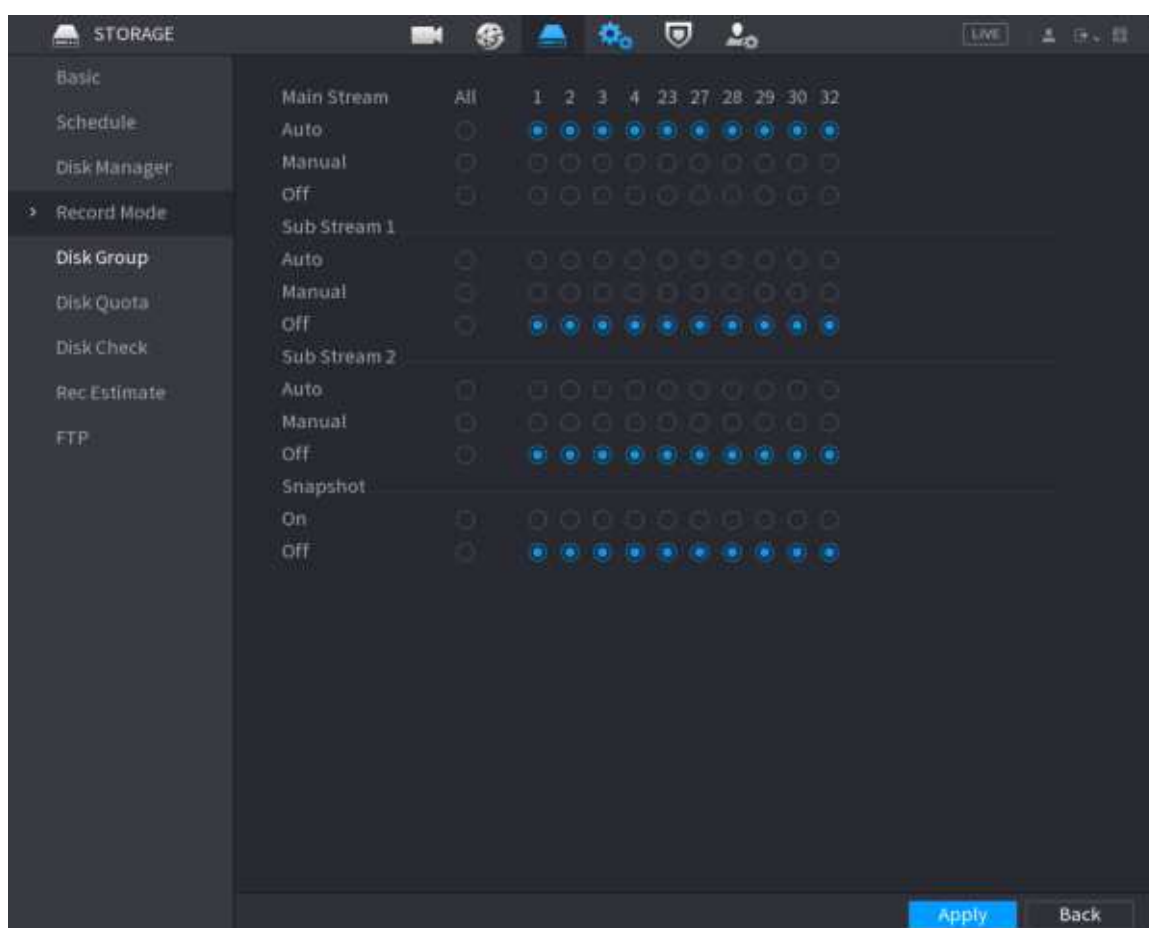 STORAGE LIVE
Basic
Schedule
Disk Manager
> Record Mode
Disk Group
Disk Quota
Disk Check
Rec Estimate
FTP
Main Stream All 1 2 3 4 23 27 28 29 30 32
Auto
Manual
Off
Sub Stream 1
Auto
Manual
Off
Sub Stream 2
Auto
Manual
Off
Snapshot
On
Off
Apply Back